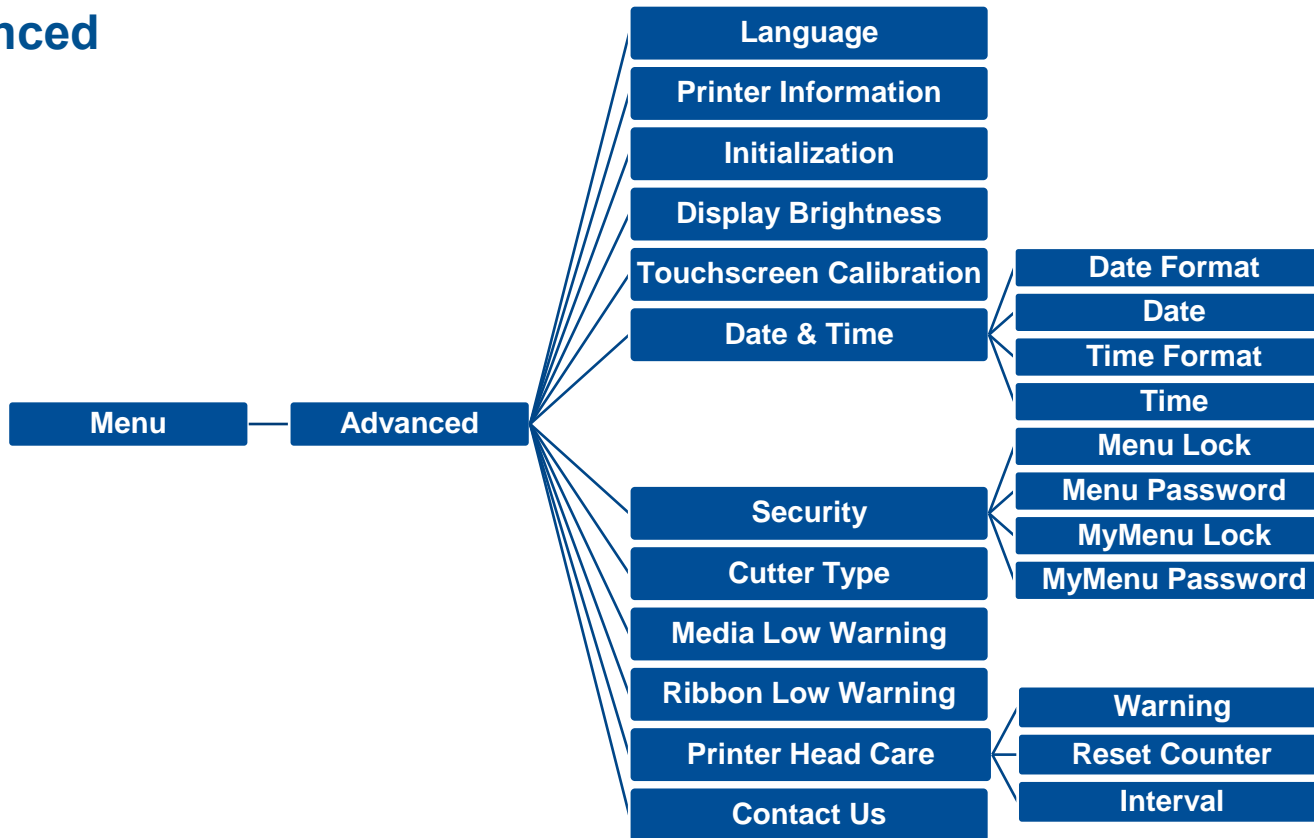 nced
Language
Printer Information
Initialization
Display Brightness
Touchscreen Calibration
Date & Time
Date Format
Date
Time Format
Time
Menu
Advanced
Security
Menu Lock
Menu Password
MyMenu Lock
MyMenu Password
Cutter Type
Media Low Warning
Ribbon Low Warning
Printer Head Care
Warning
Reset Counter
Interval
Contact Us